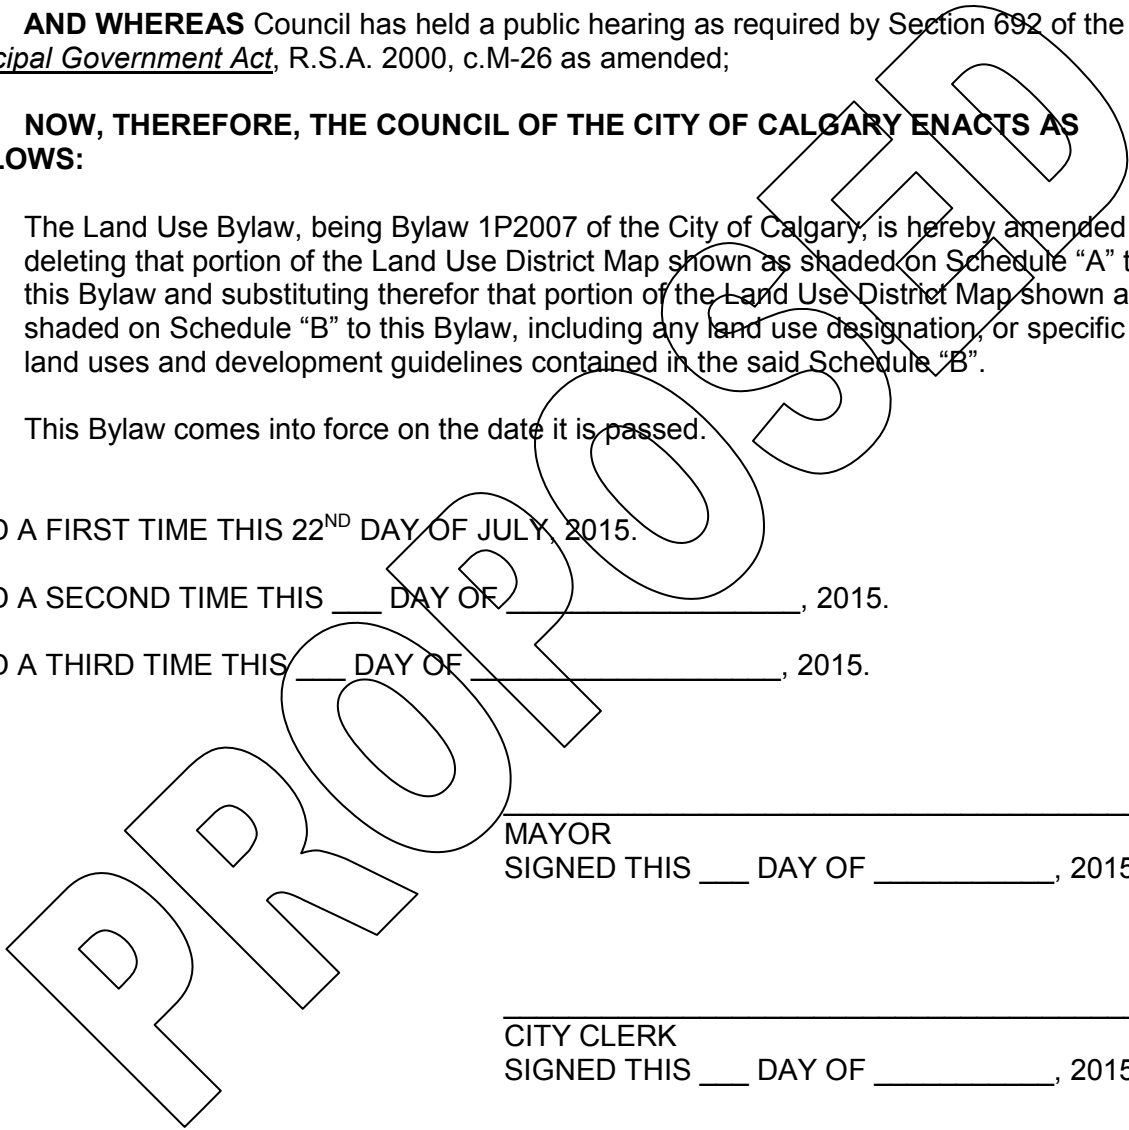 AND WHEREAS Council has held a public hearing as required by Section 692 of the
cipal Government Act, R.S.A. 2000, c.M-26 as amended;
NOW, THEREFORE, THE COUNCIL OF THE CITY OF CALGARY ENACTS AS
LOWS:
The Land Use Bylaw, being Bylaw 1P2007 of the City of Calgary, is hereby amended
deleting that portion of the Land Use District Map shown as shaded on Schedule “A” t
this Bylaw and substituting therefor that portion of the Land Use District Map shown a
shaded on Schedule “B” to this Bylaw, including any land use designation, or specific
land uses and development guidelines contained in the said Schedule “B”.
This Bylaw comes into force on the date it is passed.
D A FIRST TIME THIS 22ND DAY OF JULY, 2015.
D A SECOND TIME THIS ___ DAY OF __________________, 2015.
D A THIRD TIME THIS ___ DAY OF ___________________, 2015.
MAYOR
SIGNED THIS ___ DAY OF ___________, 2015
CITY CLERK
SIGNED THIS ___ DAY OF ___________, 2015
PROPOSED